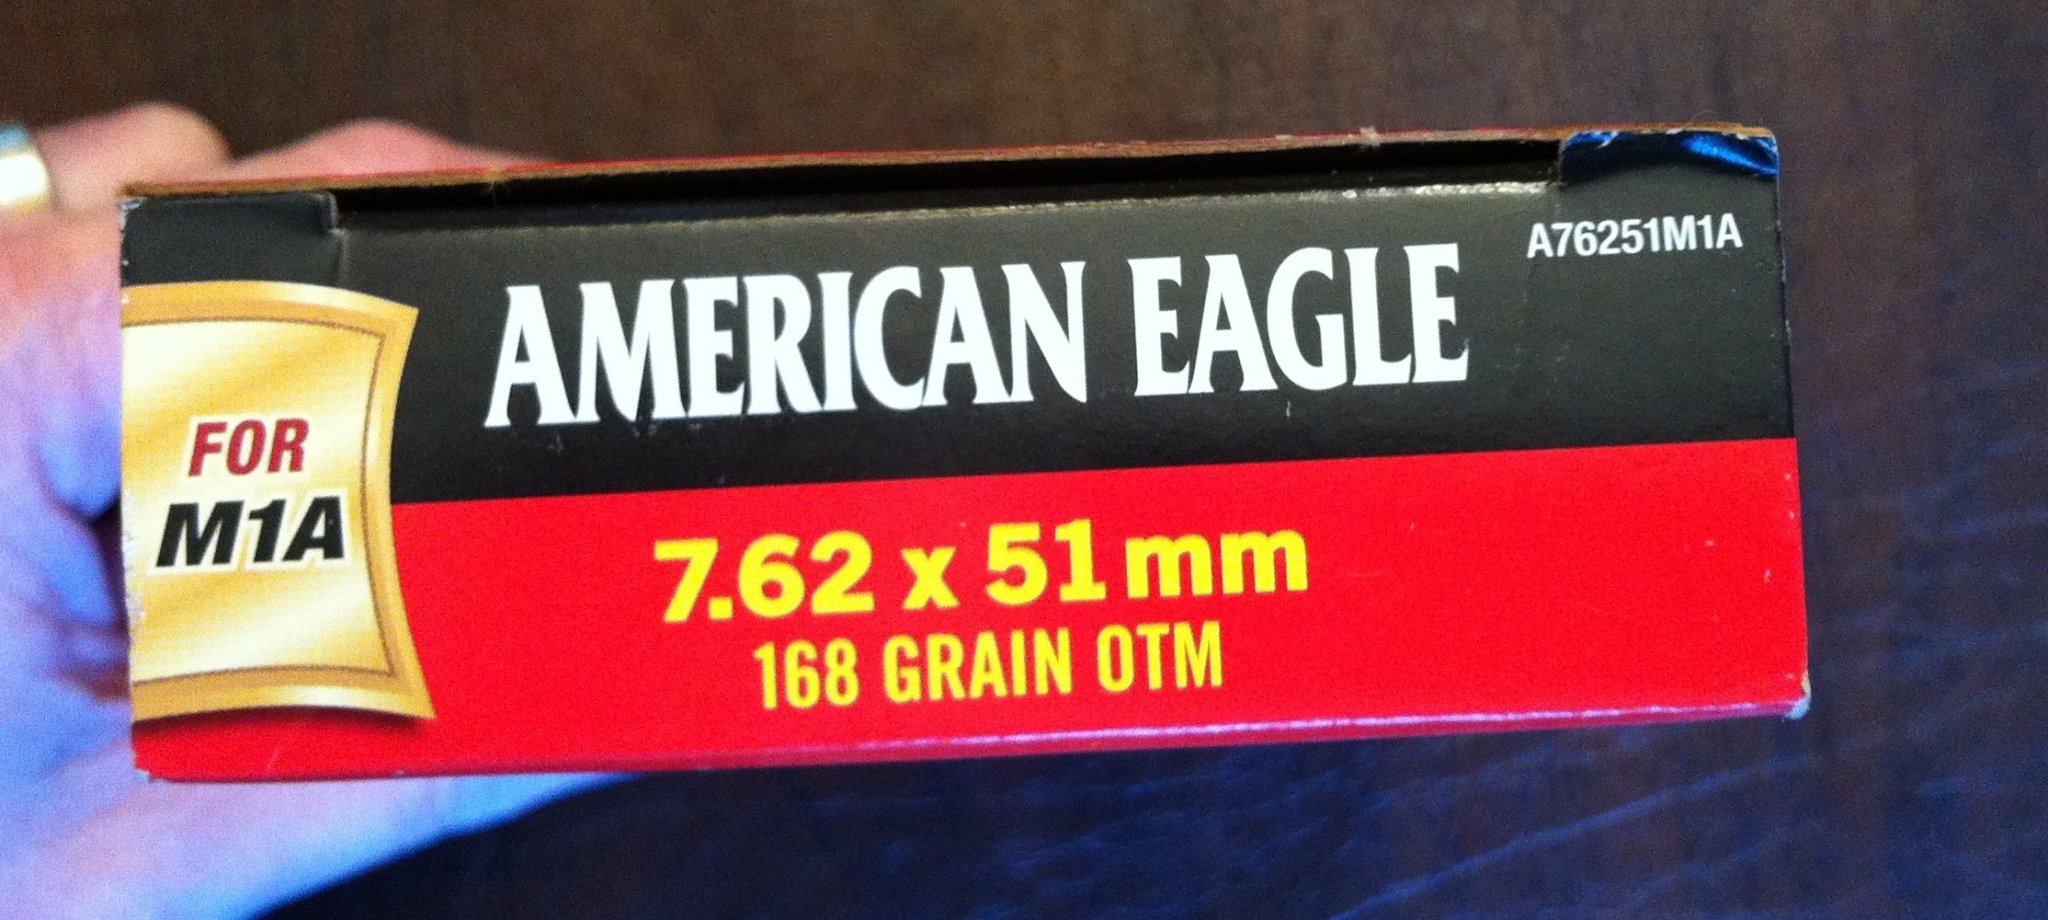 A76251M1A
AMERICAN EAGLE
FOR
M1A
7.62 x 51mm
168 GRAIN OTM